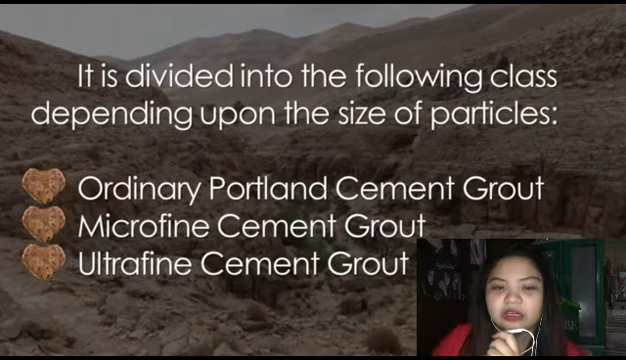 It is divided into the following class
depending upon the size of particles:
Ordinary Portland Cement Grout
Microfine Cement Grout
Ultrafine Cement Grout